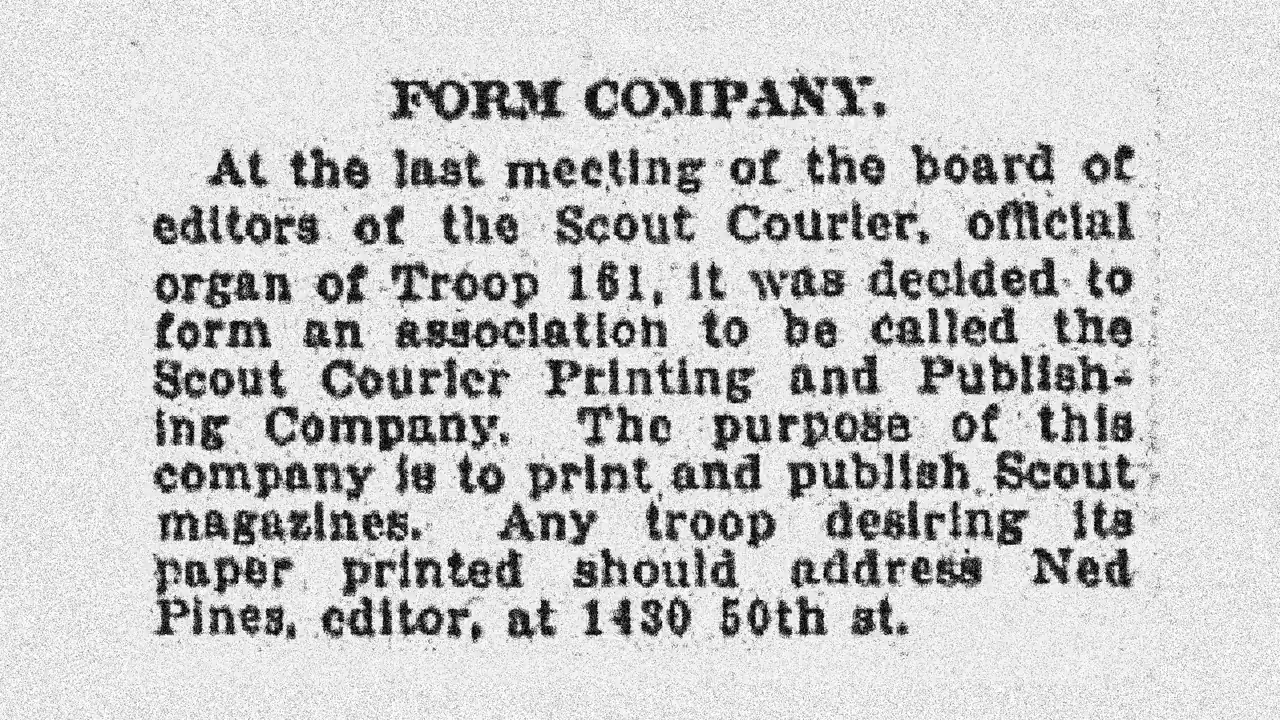 FORM COMPANY.
At the last meeting of the board of
editors of the Scout Courier, official
organ of Troop 161, it was decided to
form an association to be called the
Scout Courier Printing and Publish-
ing Company. The purpose of this
company is to print and publish Scout
magazines. Any troop desiring its
paper printed should address Ned
Pines, editor, at 1430 50th st.